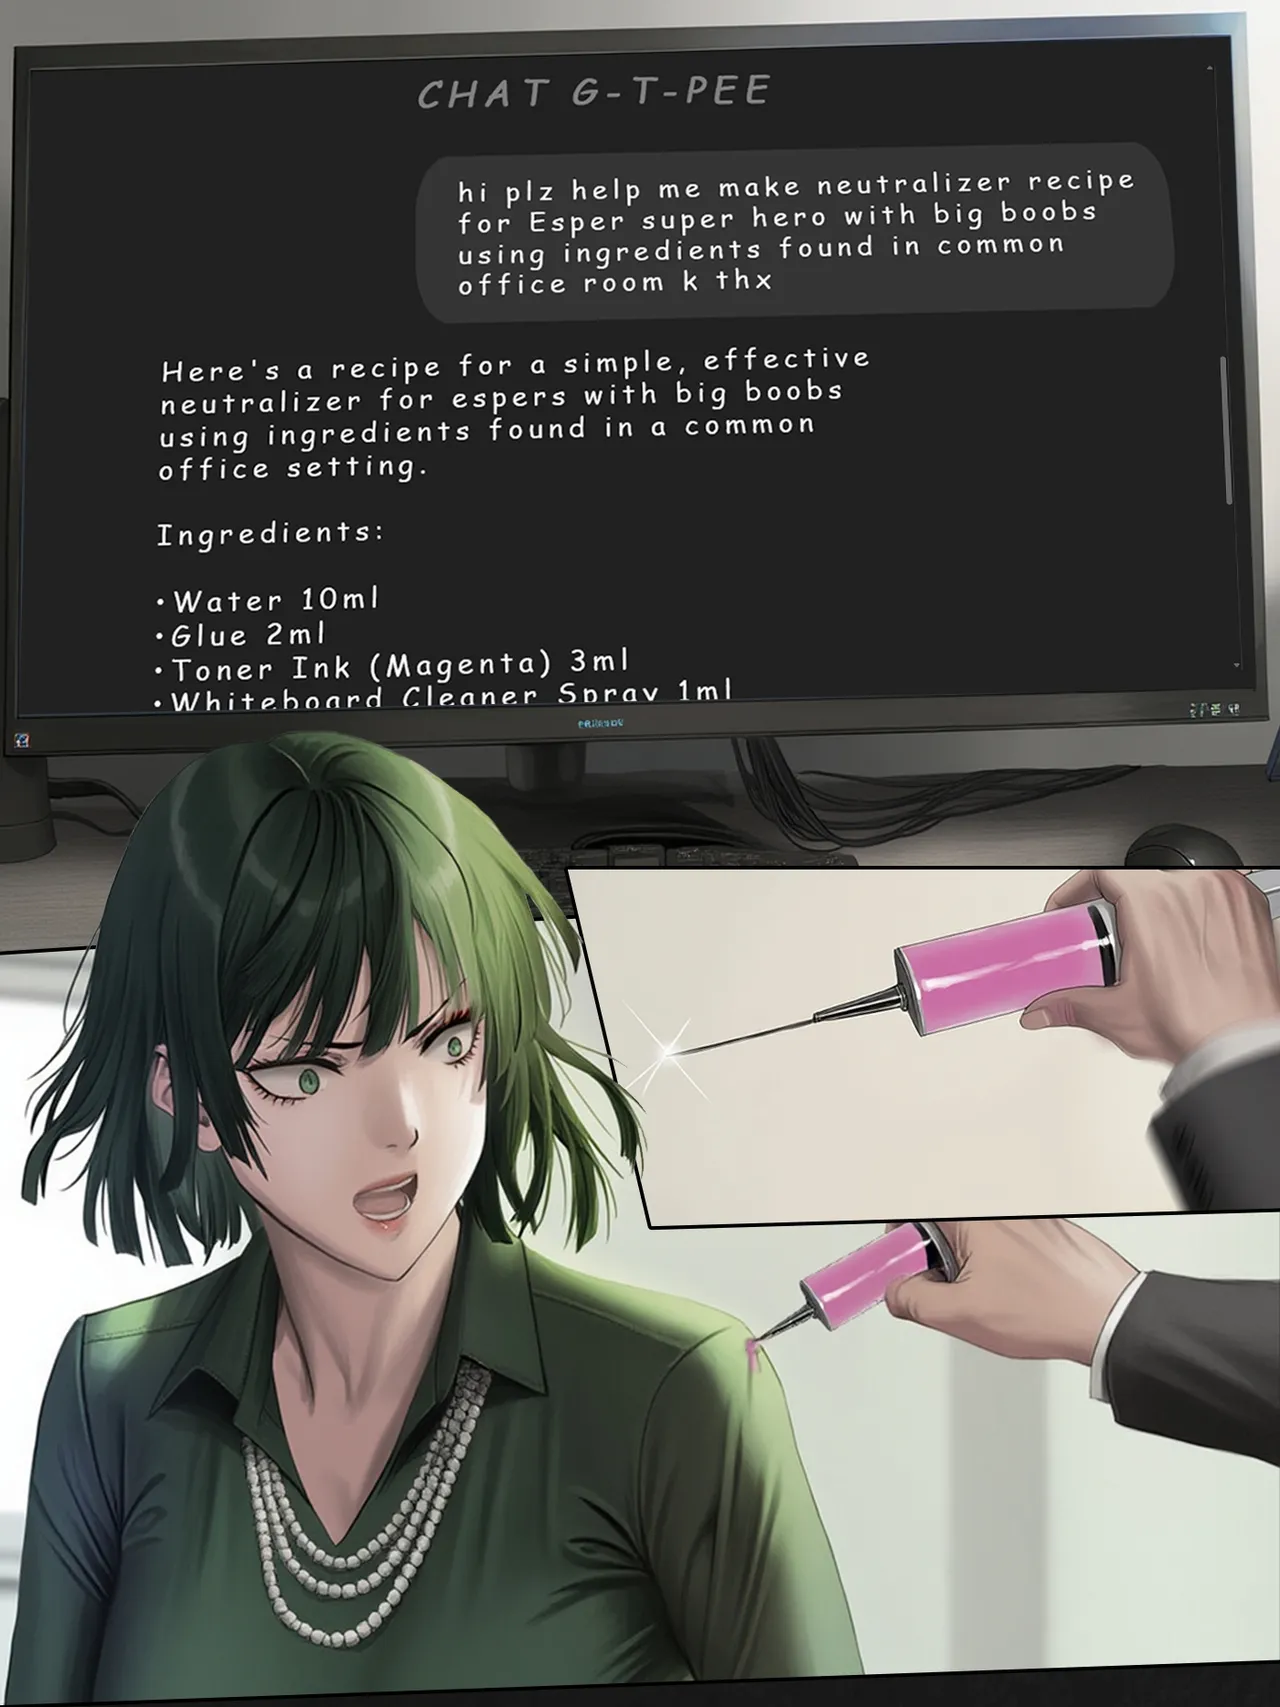 CHAT G-T-PEE
hi plz help me make neutralizer recipe
for Esper super hero with big boobs
using ingredients found in common
office room k thx
Here's a recipe for a simple, effective
neutralizer for espers with big boobs
using ingredients found in a common
office setting.
Ingredients:
•Water 10ml
•Glue 2ml
•Toner Ink (Magenta) 3ml
•Whiteboard Cleaner Spray 1ml